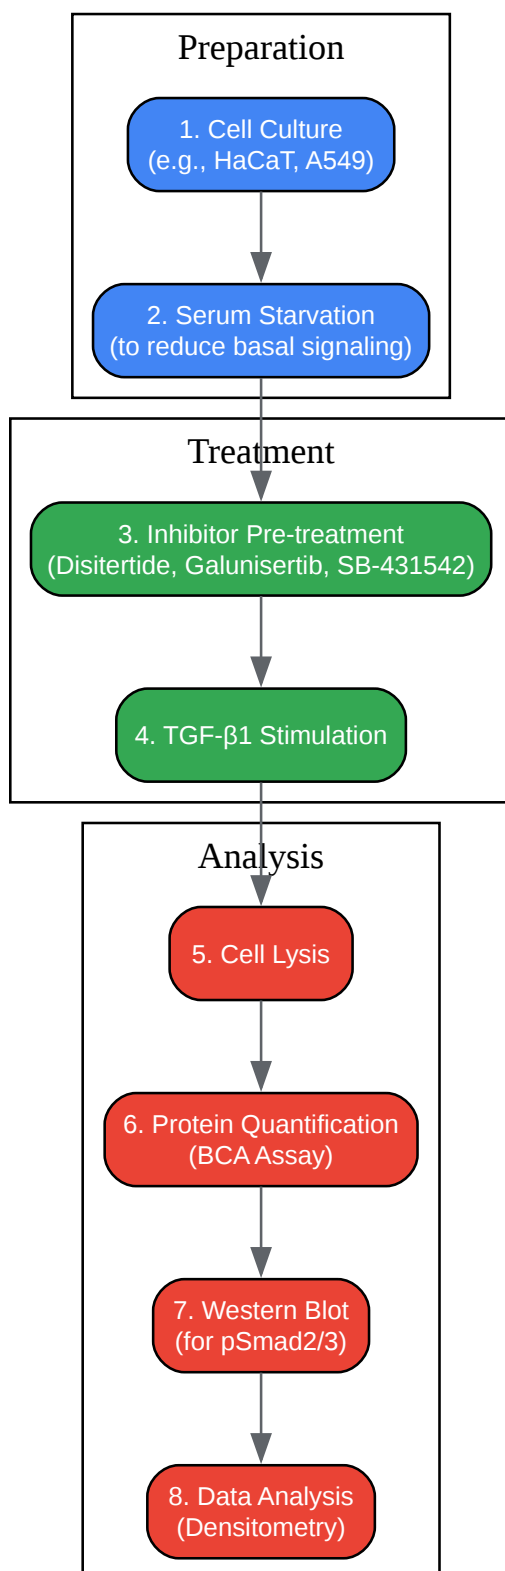 Preparation
1. Cell Culture
(e.g., HaCaT, A549)
2. Serum Starvation
(to reduce basal signaling)
Treatment
3. Inhibitor Pre-treatment
(Disitertide, Galunisertib, SB-431542)
4. TGF-β1 Stimulation
Analysis
5. Cell Lysis
6. Protein Quantification
(BCA Assay)
7. Western Blot
(for pSmad2/3)
8. Data Analysis
(Densitometry)